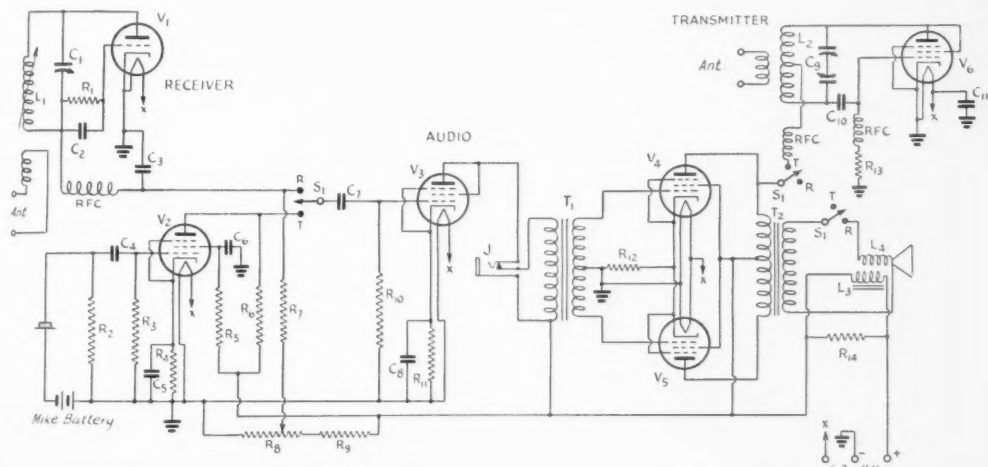 V1
C1
R1
L1
C2
C3
RECEIVER
RFC
Ant
R
S1
T
C7
V2
C4
C6
R2
R3
R4
C5
R5
R6
R7
Mike Battery
R8
R9
AUDIO
V3
R10
C8
R11
J
T1
V4
R12
x
V5
TRANSMITTER
Ant.
L2
C9
C10
V6
C11
RFC
RFC
R13
T
R
S1
T2
T
S1
R
L4
L3
R14
x
-
+